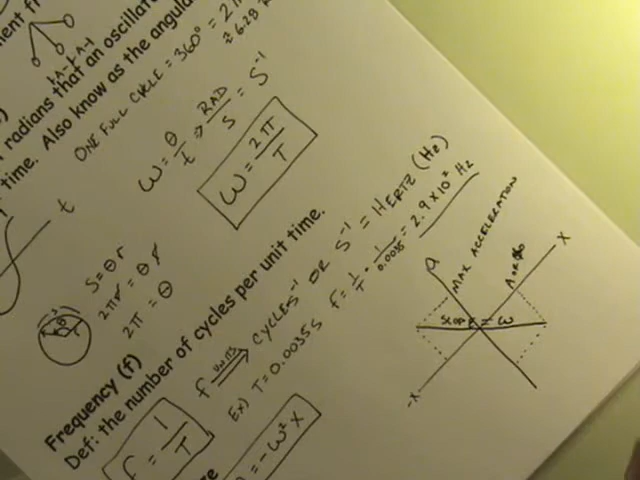 radians that an oscillat
time. Also know as the angula
ONE FULL CYCLE = 360° = 2π
ω = θ/t ⇒ RAD/S = S⁻¹
ω = 2π/T
t
S = θr
2πr = θr
2π = θ
Frequency (f)
Def: the number of cycles per unit time.
f UNITS ⇒ CYCLES⁻¹ OR S⁻¹ = HERTZ (Hz)
f = 1/T
EX) T = 0.0035 S f = 1/T = 1/0.0035 = 2.9 × 10² Hz
= -ω²X
a
MAX ACCELERATION
X
-X